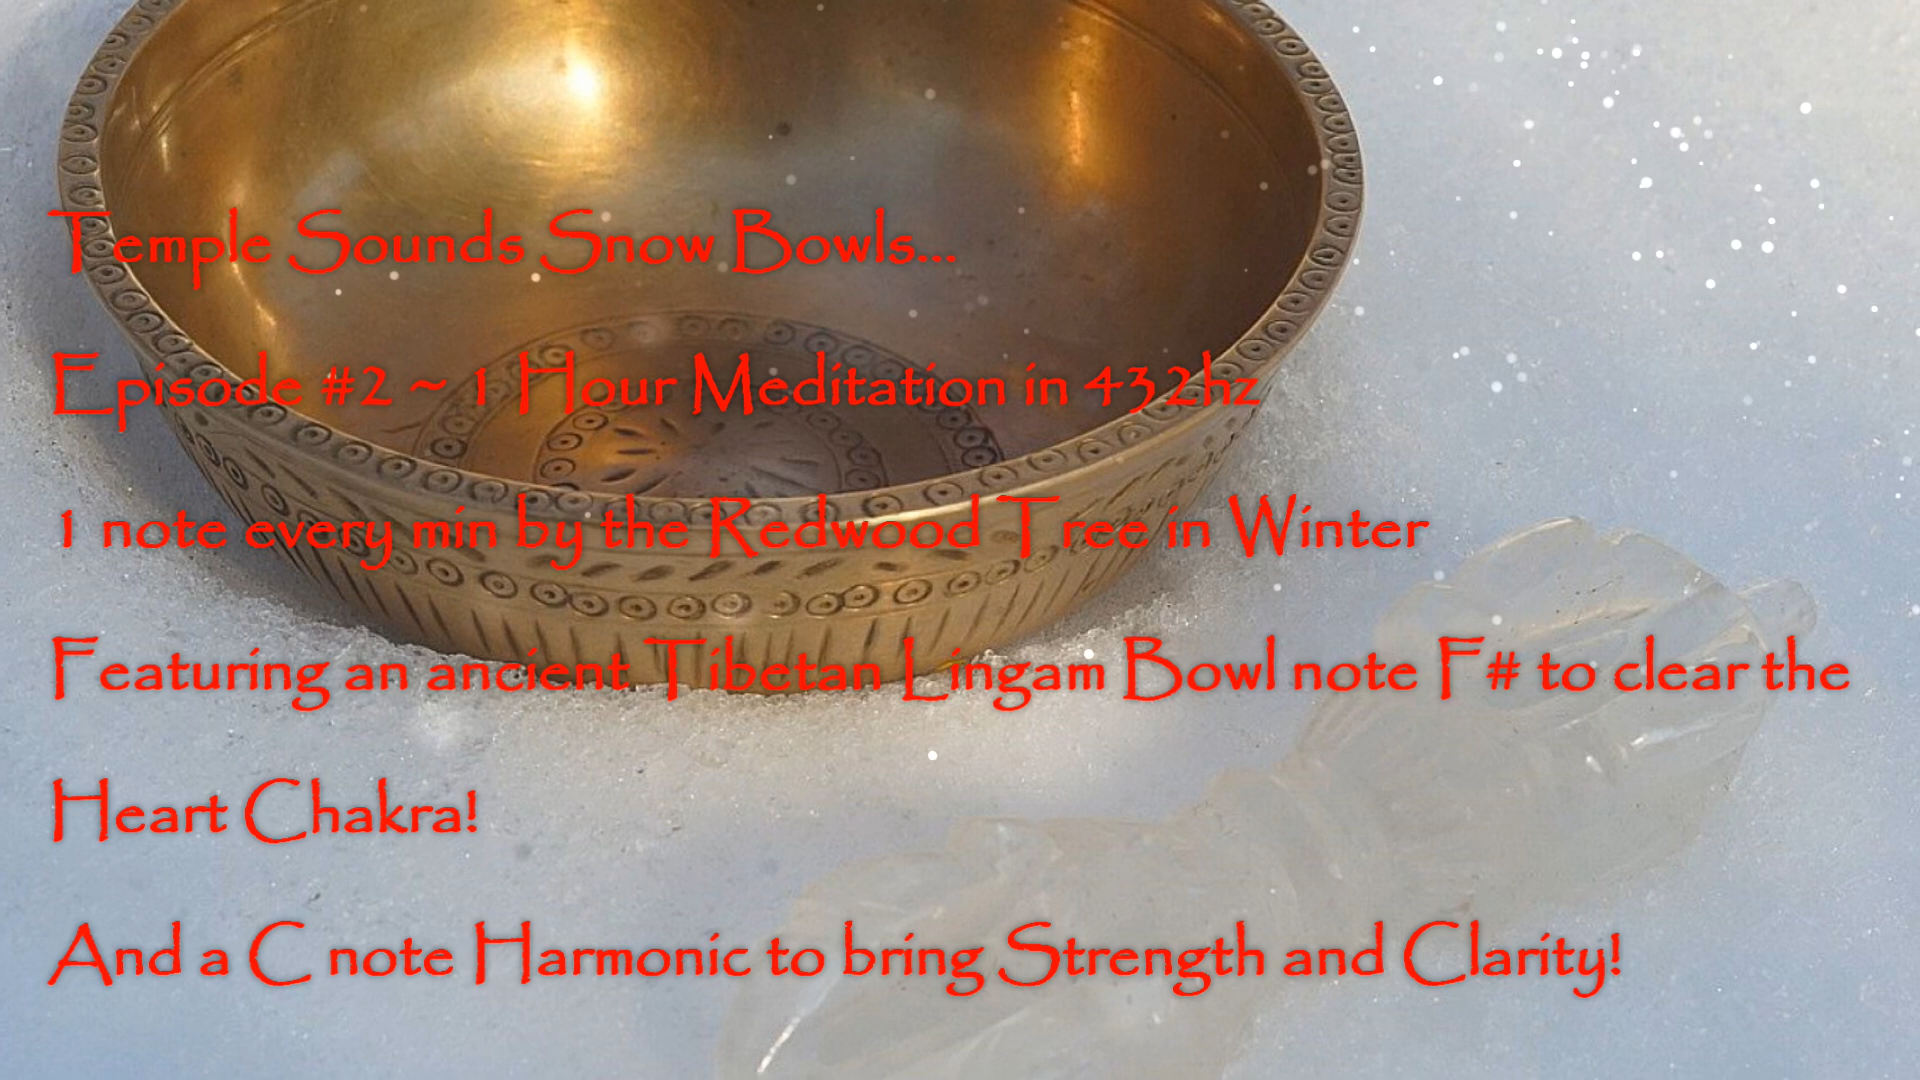 Temple Sounds Snow Bowls...
Episode #2 ~ 1 Hour Meditation in 432hz
1 note every min by the Redwood Tree in Winter
Featuring an ancient Tibetan Lingam Bowl note F# to clear the
Heart Chakra!
And a C note Harmonic to bring Strength and Clarity!